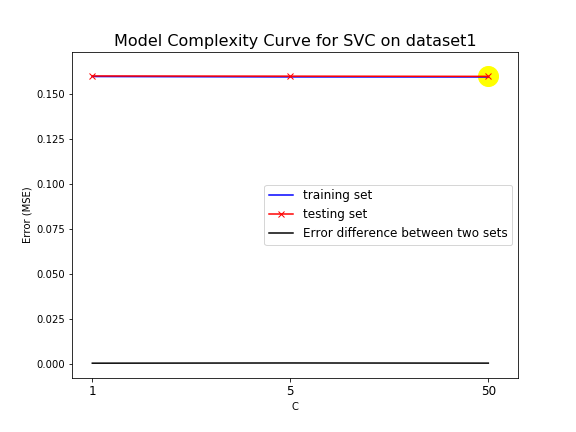 Model Complexity Curve for SVC on dataset1
Error (MSE)
0.150
0.125
0.100
0.075
0.050
0.025
0.000
training set
testing set
Error difference between two sets
1
5
50
C